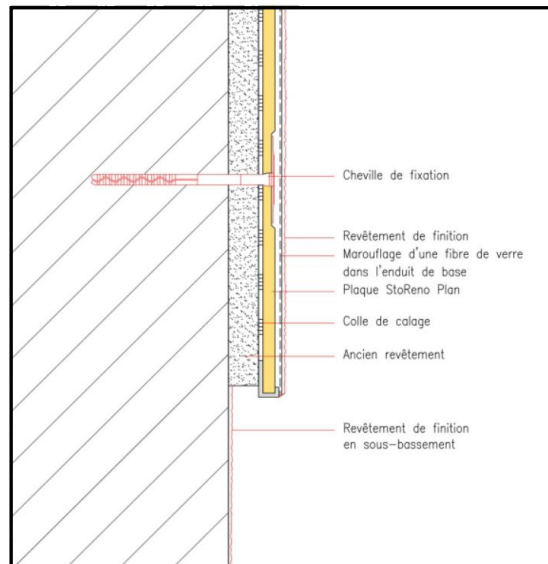 Cheville de fixation
Revêtement de finition
Marouflage d'une fibre de verre
dans l'enduit de base
Plaque StoReno Plan
Colle de calage
Ancien revêtement
Revêtement de finition
en sous-bassement